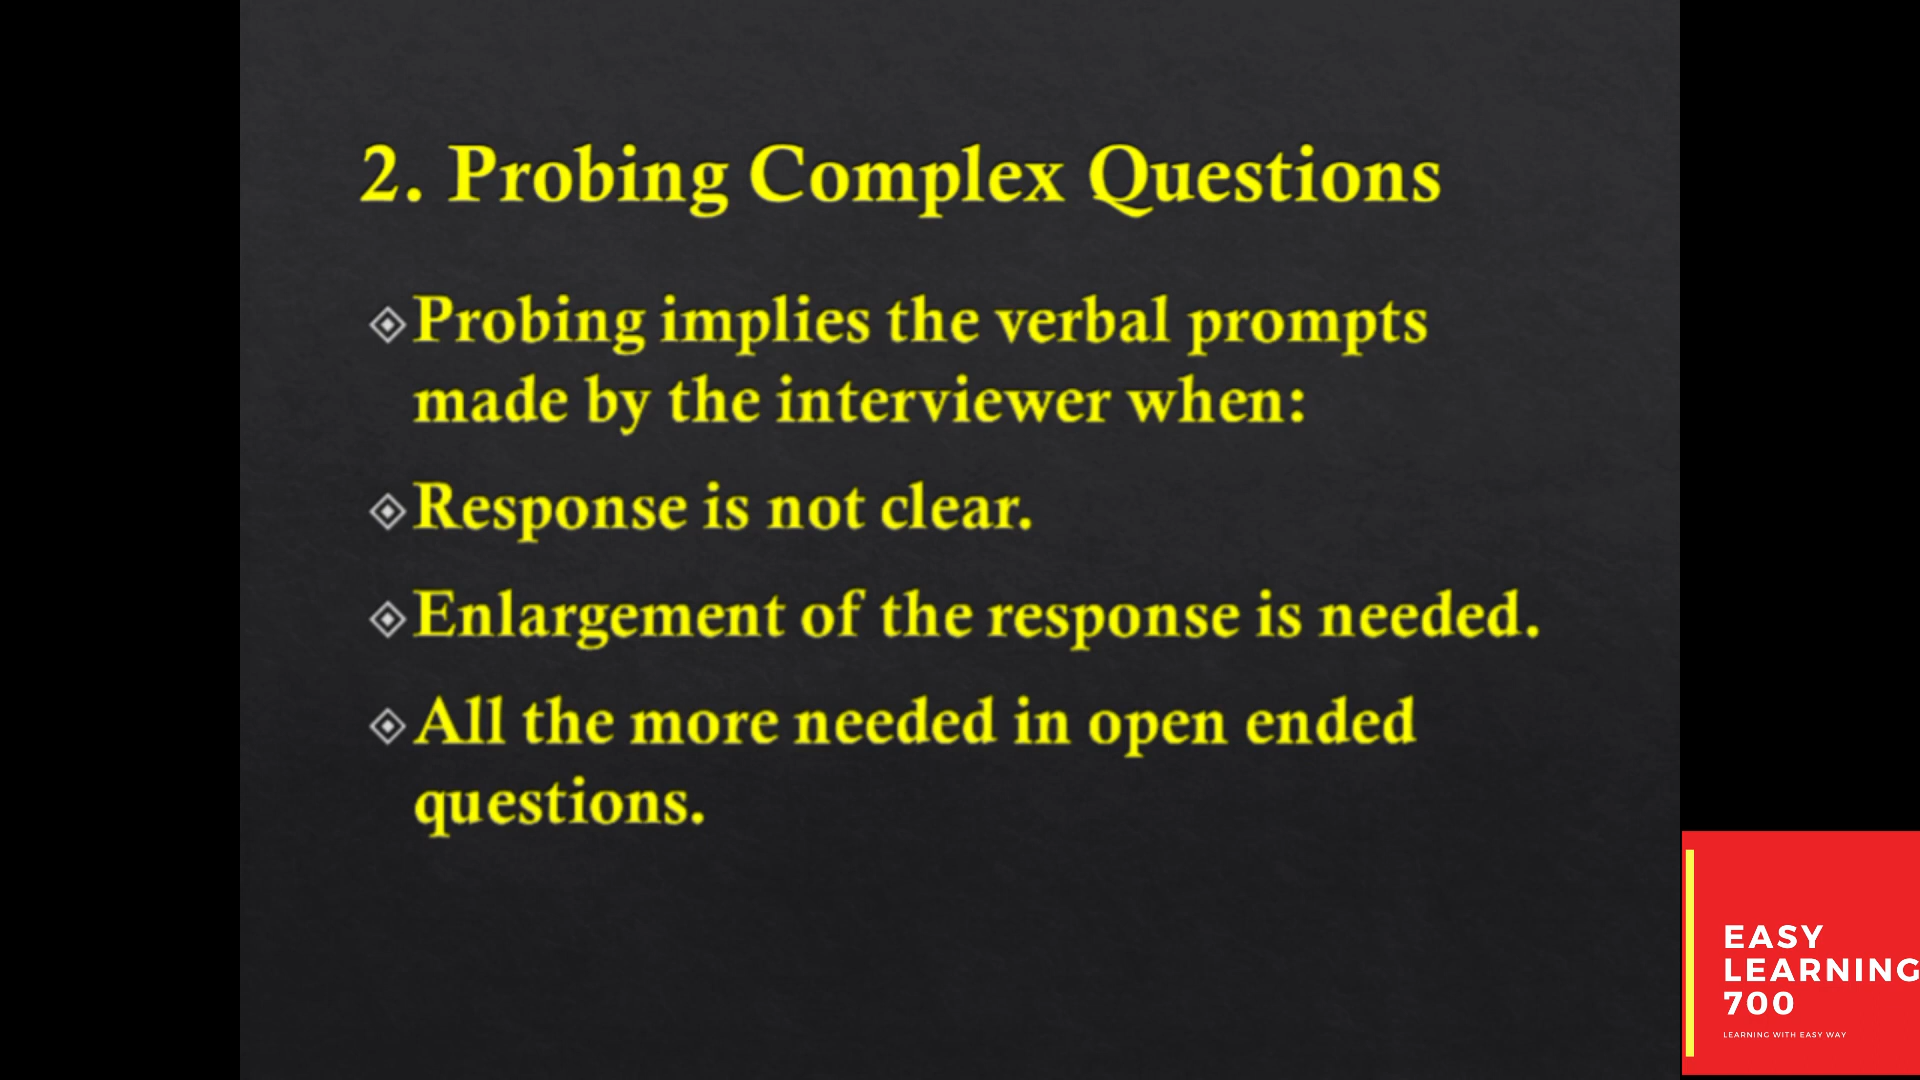 2. Probing Complex Questions
Probing implies the verbal prompts
made by the interviewer when:
Response is not clear.
Enlargement of the response is needed.
All the more needed in open ended
questions.
EASY
LEARNING
700
LEARNING WITH EASY WAY